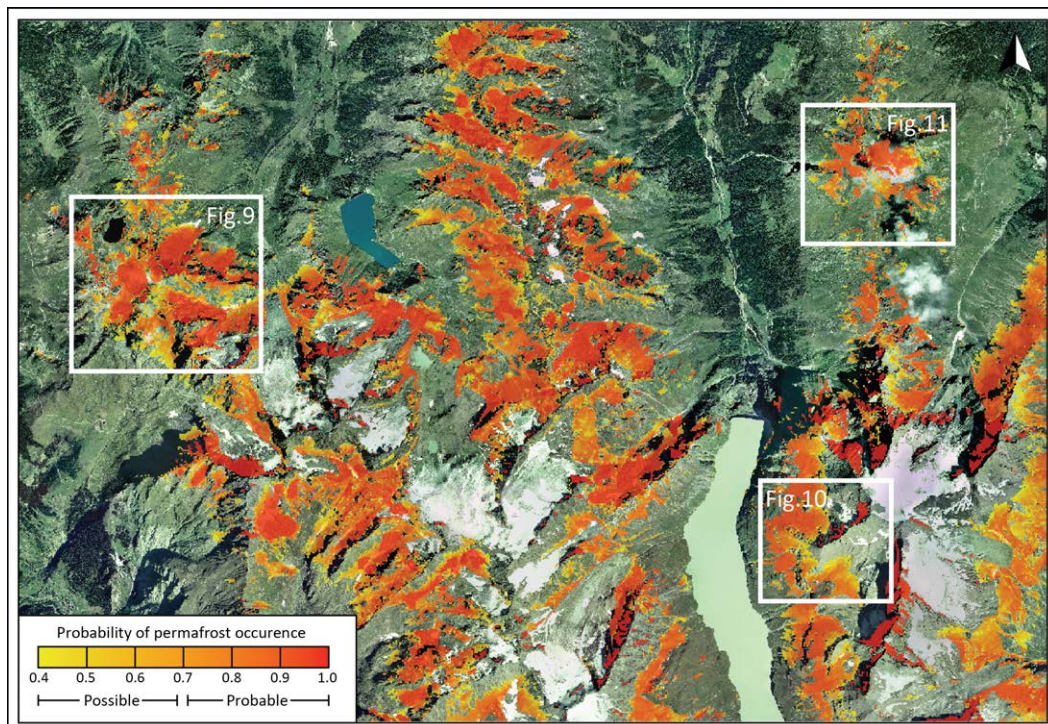 Fig.11
Fig.9
Fig.10
Probability of permafrost occurence
0.4 0.5 0.6 0.7 0.8 0.9 1.0
Possible Probable